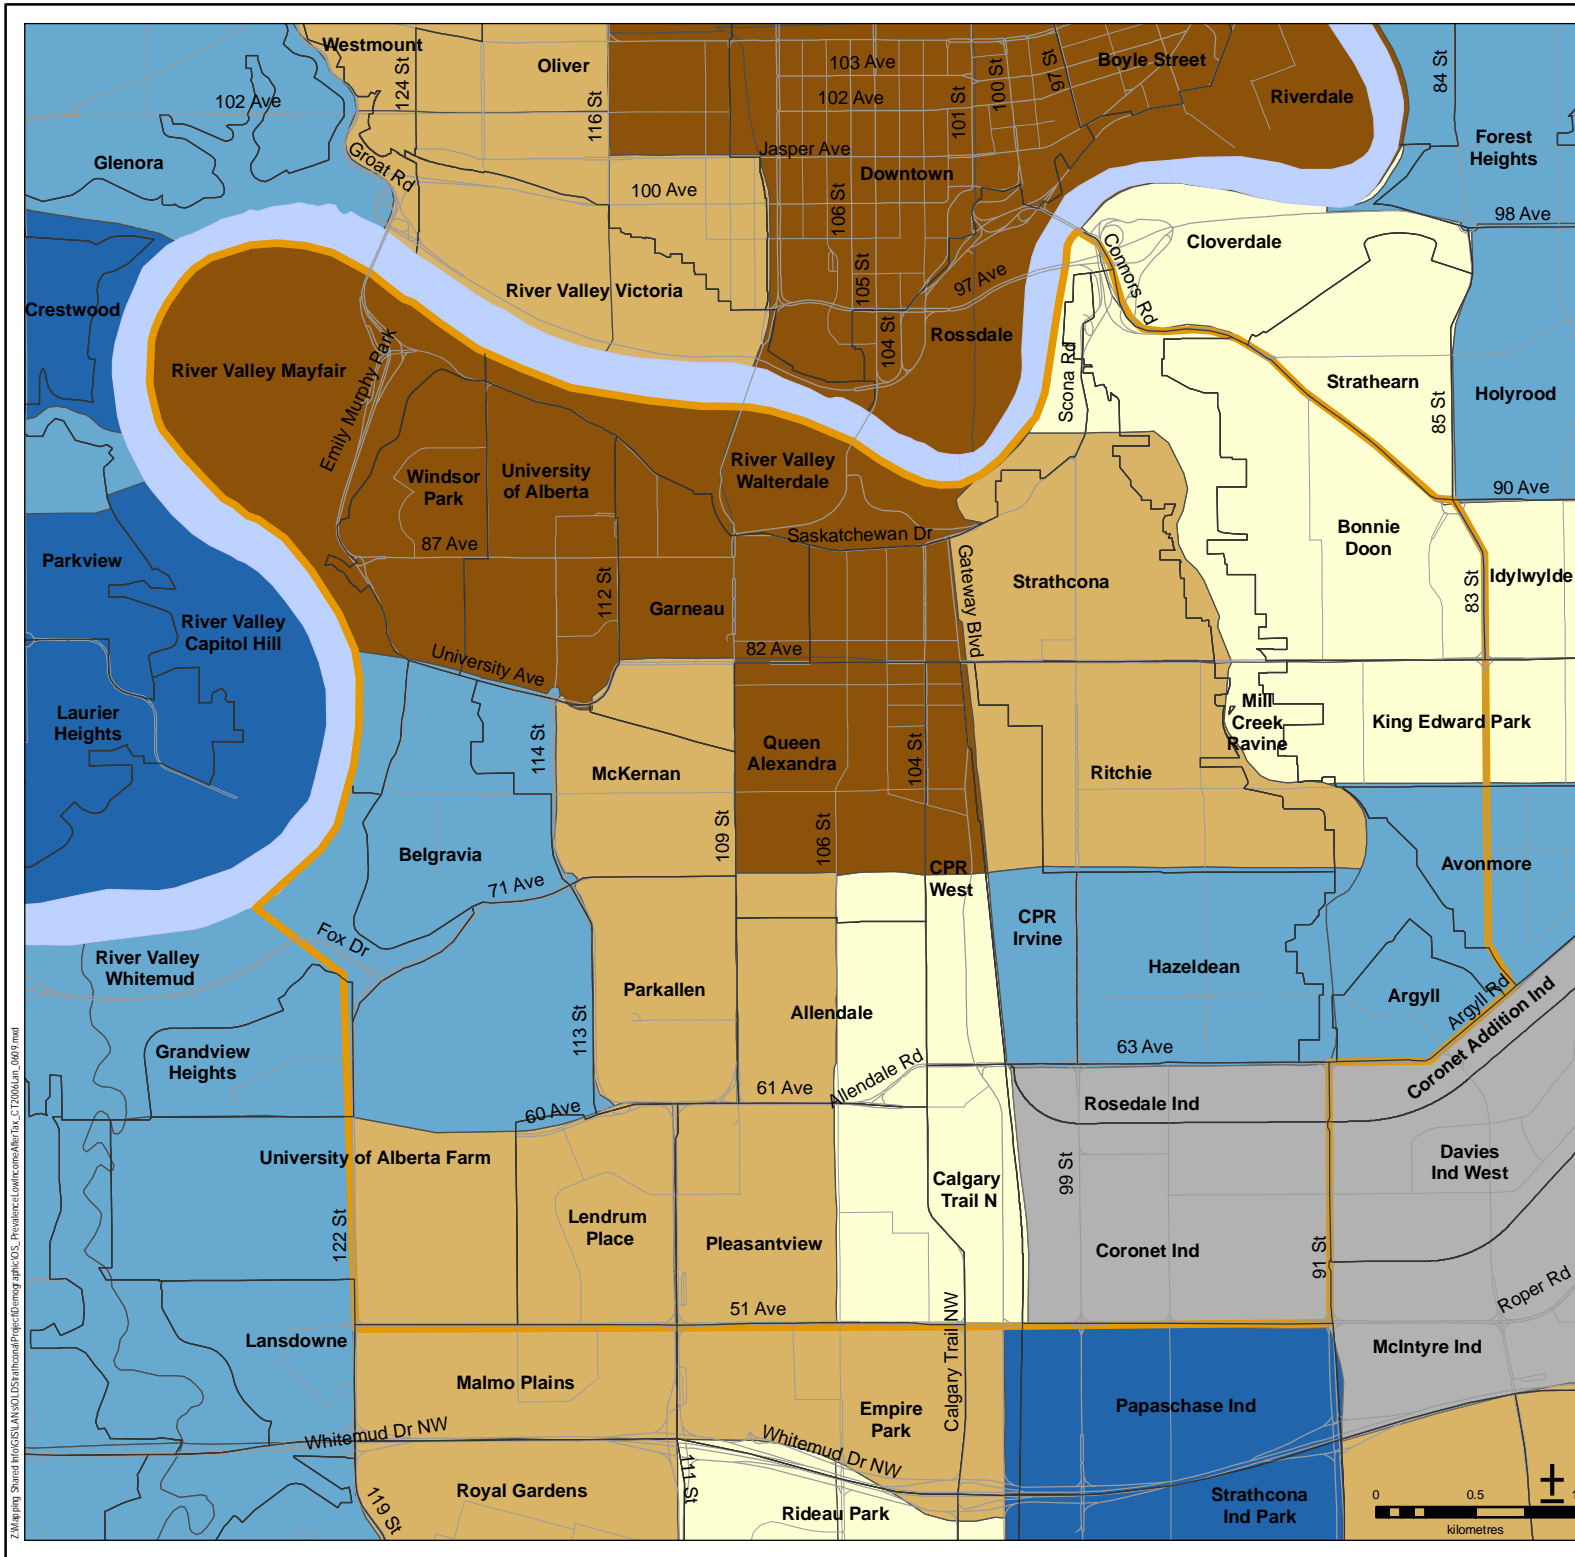 Westmount
Oliver
124 St
116 St
103 Ave
102 Ave
101 St
100 St
97 St
Boyle Street
Riverdale
84 St
102 Ave
Glenora
Groat Rd
Jasper Ave
Downtown
100 Ave
106 St
Forest
Heights
98 Ave
Cloverdale
Connors Rd
Crestwood
River Valley Victoria
105 St
97 Ave
104 St
Rossdale
River Valley Mayfair
Emily Murphy Park
Scona Rd
Strathearn
85 St
Holyrood
Windsor
Park
University
of Alberta
River Valley
Walterdale
90 Ave
87 Ave
Saskatchewan Dr
Bonnie
Doon
Parkview
Gateway Blvd
Strathcona
83 St
Idylwylde
112 St
Garneau
River Valley
Capitol Hill
University Ave
82 Ave
Laurier
Heights
114 St
McKernan
Queen
Alexandra
104 St
Ritchie
Mill
Creek
Ravine
King Edward Park
109 St
106 St
Belgravia
71 Ave
CPR
West
Avonmore
CPR
Irvine
Fox Dr
River Valley
Whitemud
Hazeldean
Parkallen
Allendale
Argyll
Argyll Rd
Coronet Addition Ind
113 St
Grandview
Heights
63 Ave
61 Ave
Allendale Rd
60 Ave
Rosedale Ind
University of Alberta Farm
Davies
Ind West
99 St
Calgary
Trail N
Lendrum
Place
Pleasantview
122 St
Coronet Ind
91 St
Roper Rd
51 Ave
Calgary Trail NW
Lansdowne
McIntyre Ind
Malmo Plains
Empire
Park
Papaschase Ind
Whitemud Dr NW
Whitemud Dr NW
119 St
Royal Gardens
111 St
Rideau Park
Strathcona
Ind Park
0
0.5
1
kilometres